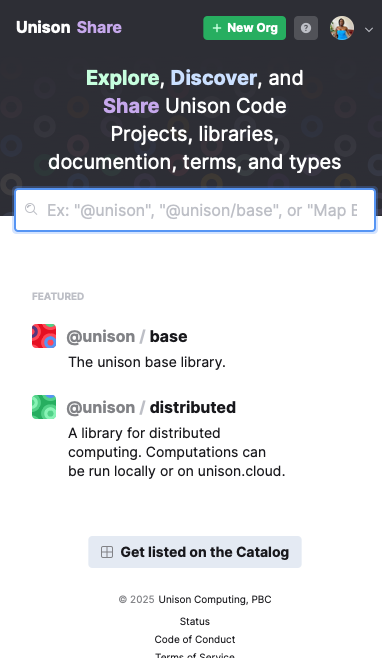 Unison Share
+ New Org
?
Explore, Discover, and
Share Unison Code
Projects, libraries,
documention, terms, and types
Ex: "@unison", "@unison/base", or "Map
FEATURED
@unison / base
The unison base library.
@unison / distributed
A library for distributed
computing. Computations can
be run locally or on unison.cloud.
Get listed on the Catalog
© 2025 Unison Computing, PBC
Status
Code of Conduct
Terms of Service